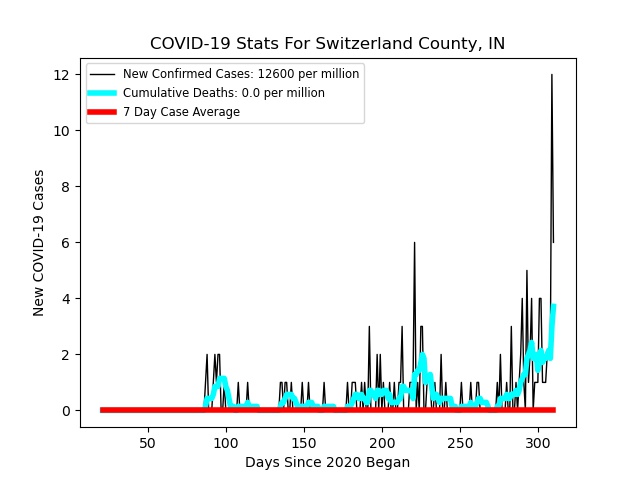 COVID-19 Stats For Switzerland County, IN
New Confirmed Cases: 12600 per million
Cumulative Deaths: 0.0 per million
7 Day Case Average
New COVID-19 Cases
12
10
8
6
4
2
0
50 100 150 200 250 300
Days Since 2020 Began